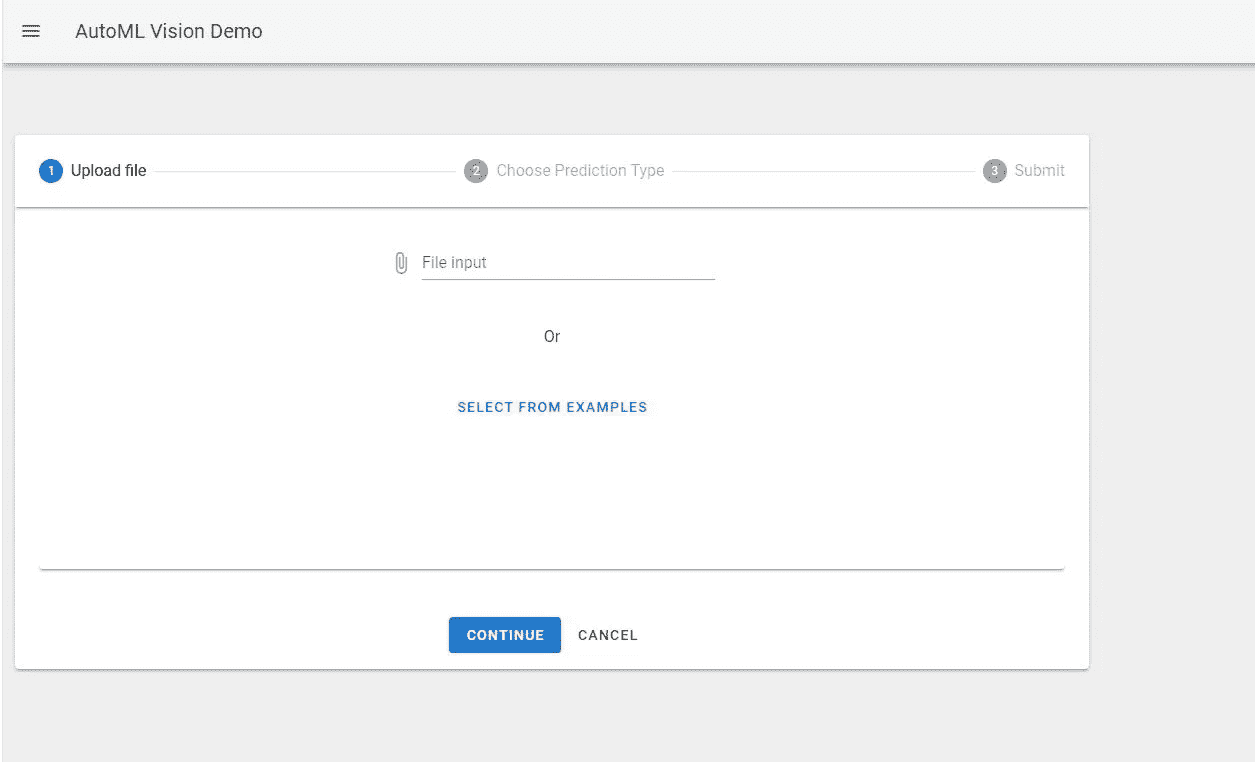 AutoML Vision Demo
1 Upload file 2 Choose Prediction Type 3 Submit
File input
Or
SELECT FROM EXAMPLES
CONTINUE CANCEL